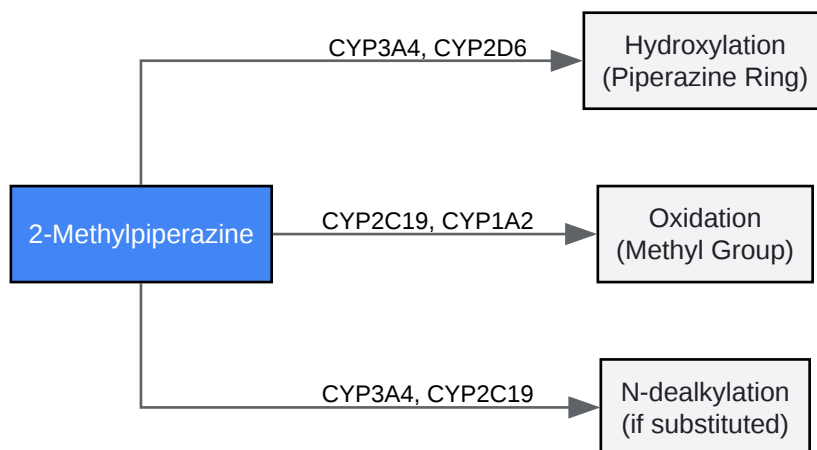 CYP3A4, CYP2D6
Hydroxylation
(Piperazine Ring)
2-Methylpiperazine
CYP2C19, CYP1A2
Oxidation
(Methyl Group)
CYP3A4, CYP2C19
N-dealkylation
(if substituted)